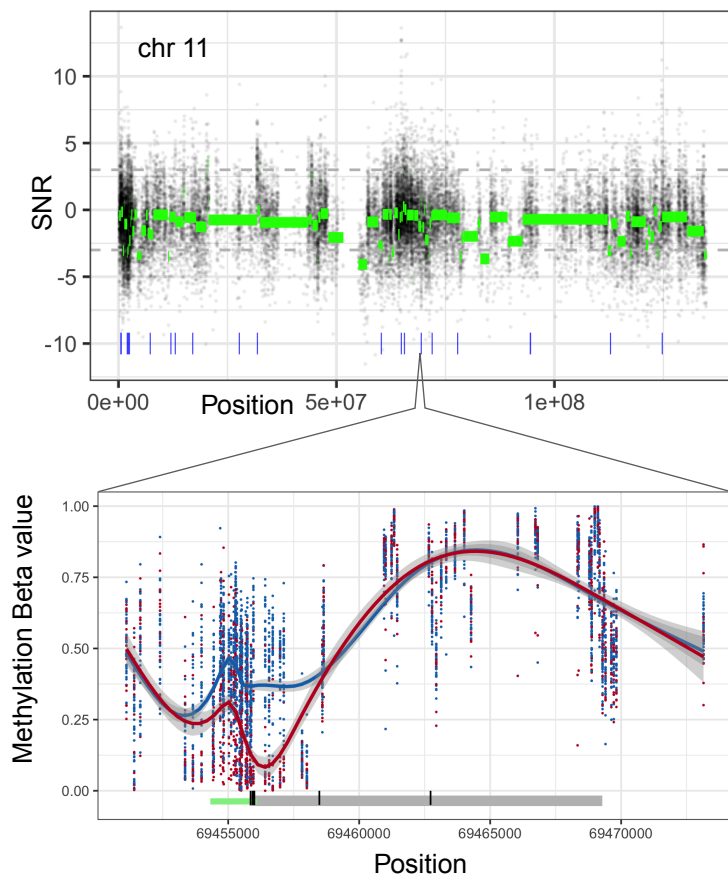 chr 11
SNR
10
5
0
-5
-10
0e+00
Position
5e+07
1e+08
Methylation Beta value
1.00
0.75
0.50
0.25
0.00
69455000
69460000
69465000
69470000
Position